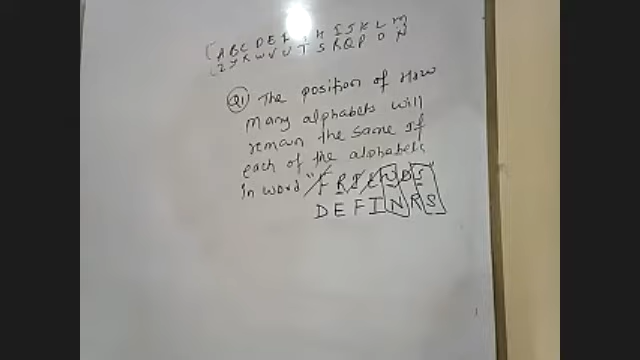 ( A B C D E F G H I J K L M
( Z Y X W V U T S R Q P O N
Q1) The position of How
many alphabets will
remain the same if
each of the alphabets
in word "FRIENDS"
DEFINRS